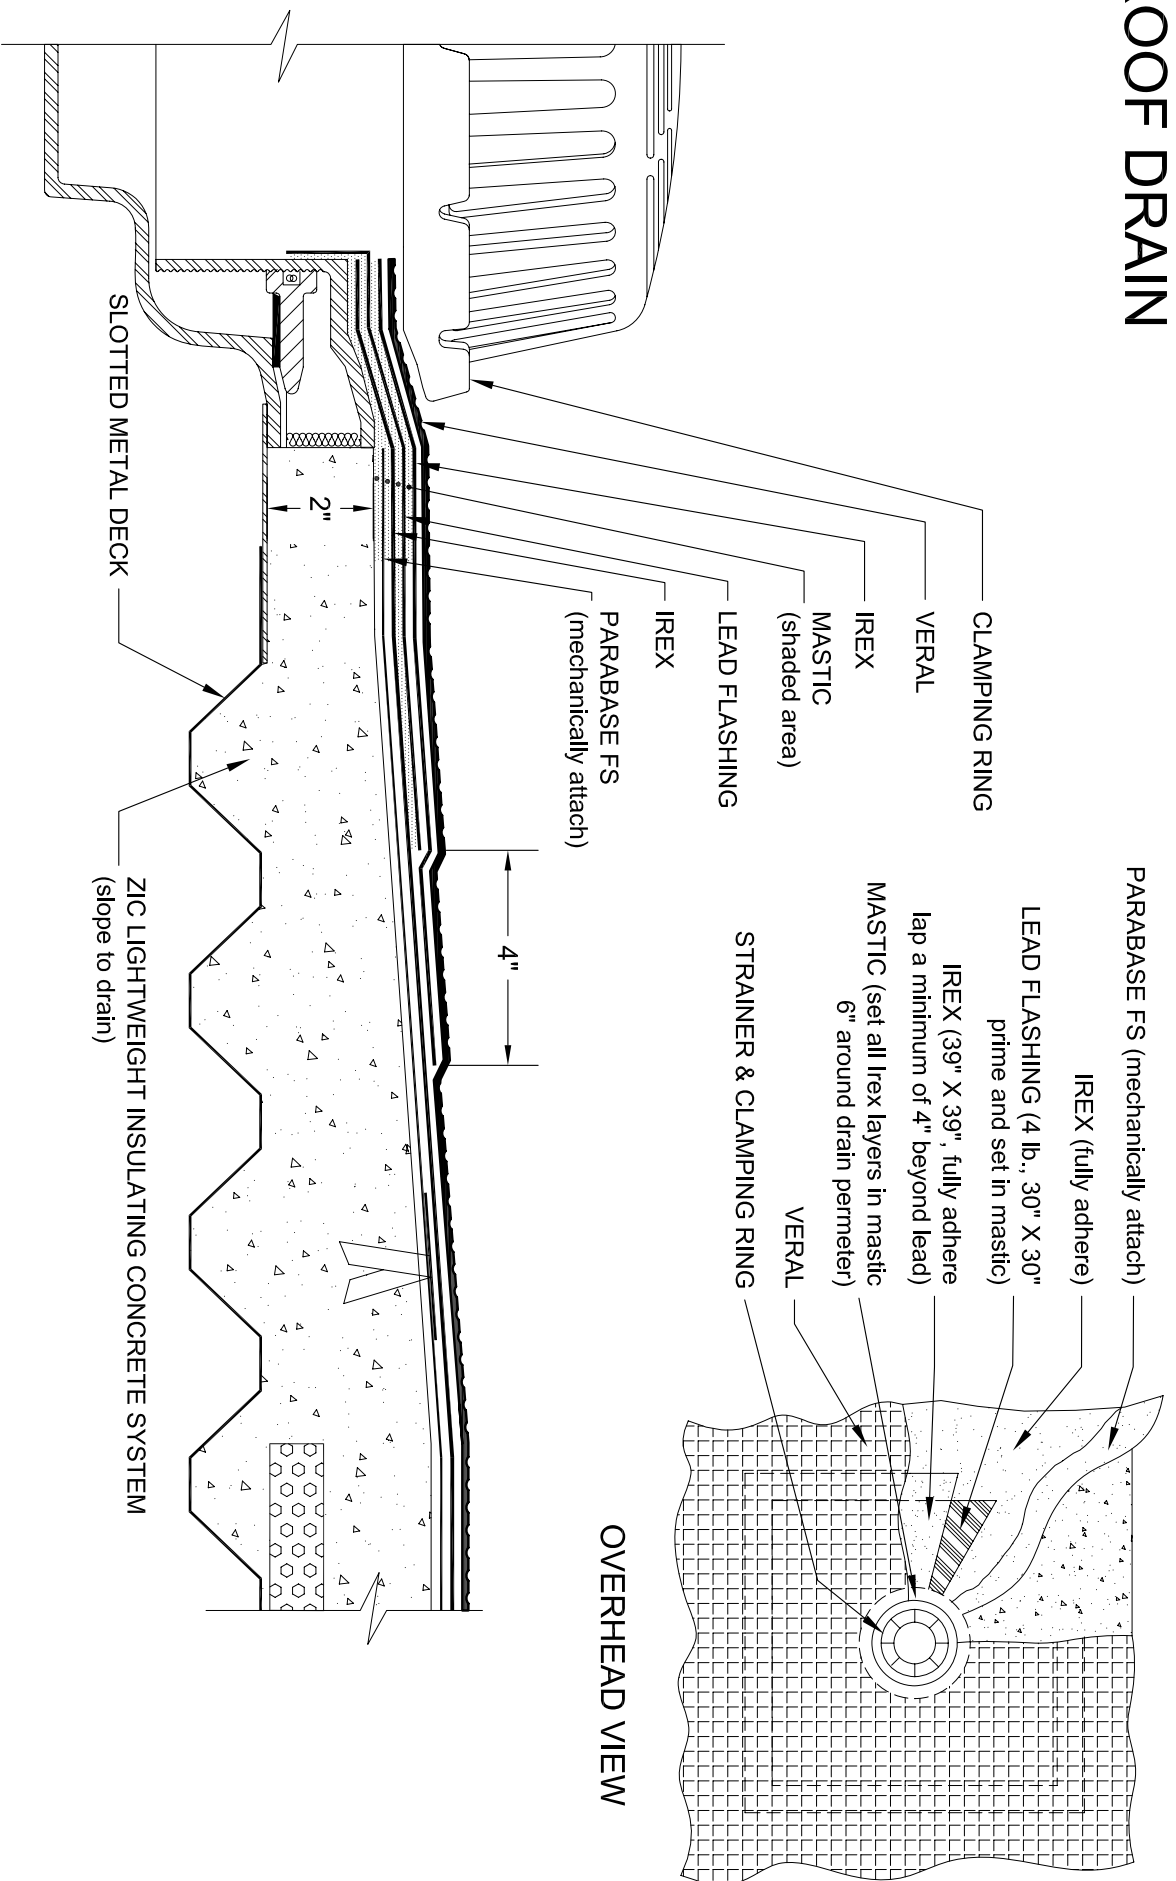 OOF DRAIN
CLAMPING RING
VERAL
IREX
MASTIC
(shaded area)
LEAD FLASHING
IREX
PARABASE FS
(mechanically attach)
2"
4"
SLOTTED METAL DECK
ZIC LIGHTWEIGHT INSULATING CONCRETE SYSTEM
(slope to drain)
PARABASE FS (mechanically attach)
IREX (fully adhere)
LEAD FLASHING (4 lb., 30" X 30"
prime and set in mastic)
IREX (39" X 39", fully adhere
lap a minimum of 4" beyond lead)
MASTIC (set all Irex layers in mastic
6" around drain permeter)
VERAL
STRAINER & CLAMPING RING
OVERHEAD VIEW